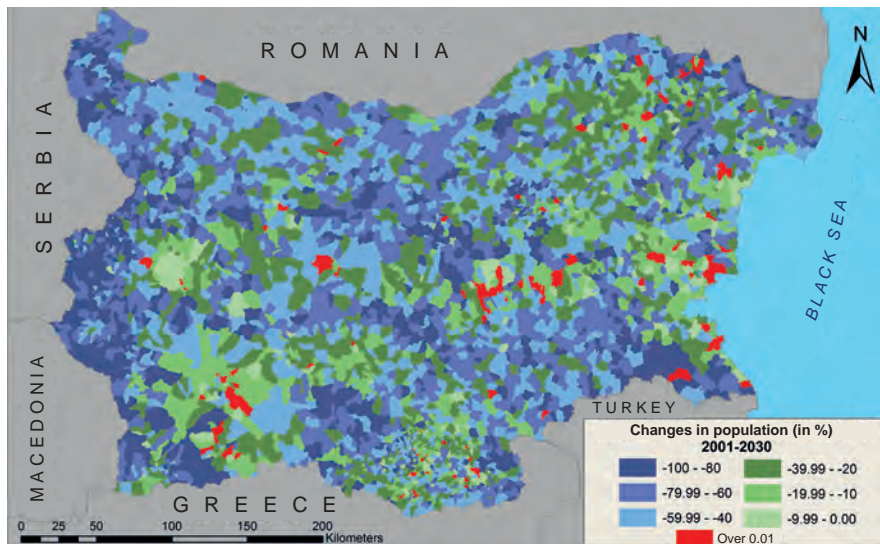 ROMANIA
N
SERBIA
BLACK SEA
MACEDONIA
TURKEY
GREECE
0 25 50 100 150 200
Kilometers
Changes in population (in %)
2001-2030
-100 - -80
-79.99 - -60
-59.99 - -40
-39.99 - -20
-19.99 - -10
-9.99 - 0.00
Over 0.01